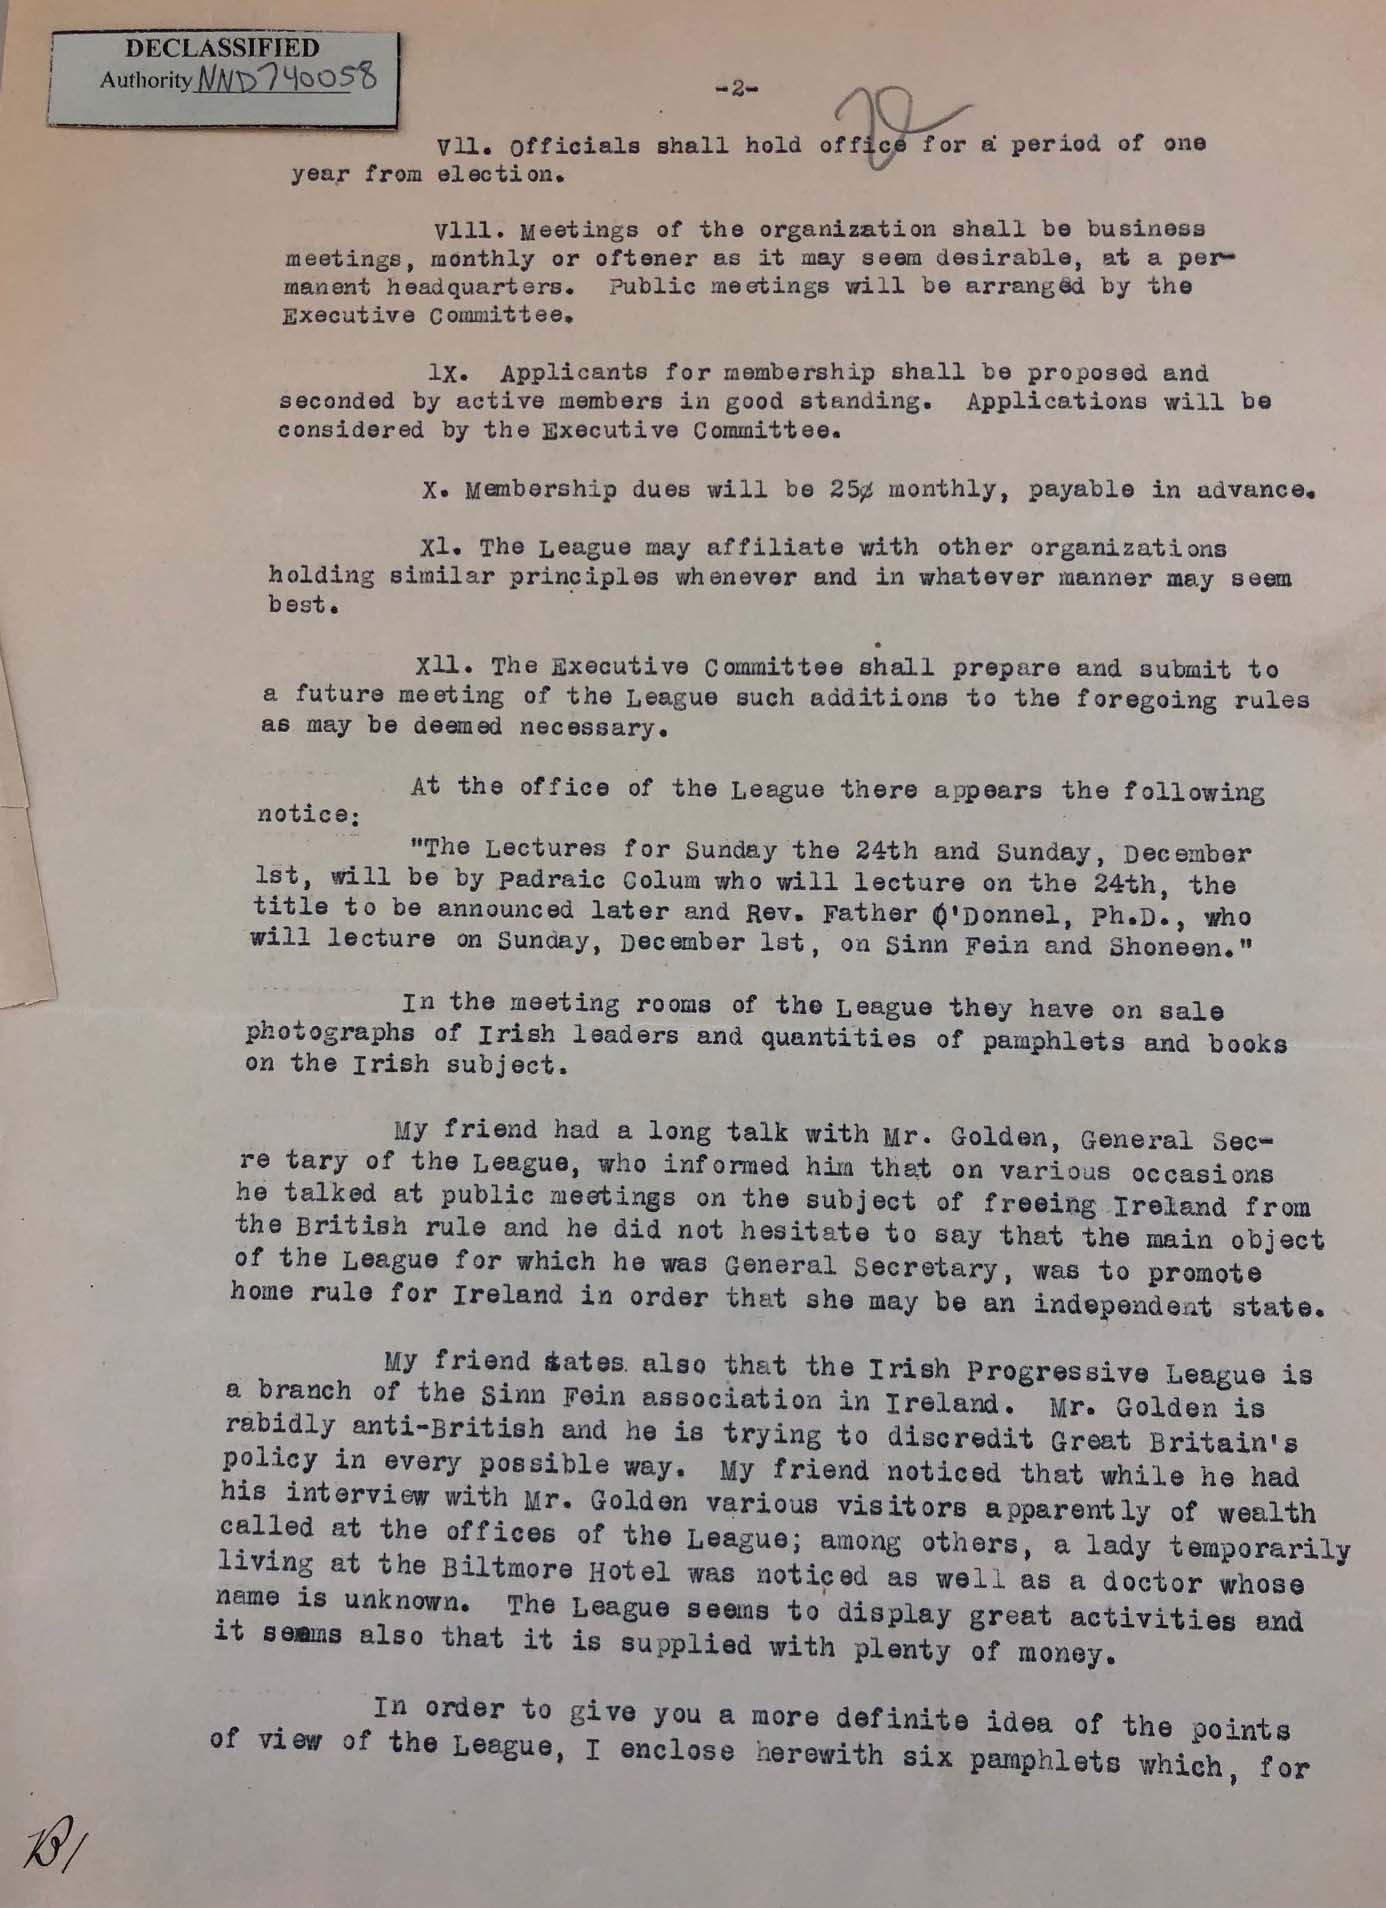 DECLASSIFIED
Authority NND740058
-2-
Vll. Officials shall hold office for a period of one
year from election.
Vlll. Meetings of the organization shall be business
meetings, monthly or oftener as it may seem desirable, at a per-
manent headquarters. Public meetings will be arranged by the
Executive Committee.
lX. Applicants for membership shall be proposed and
seconded by active members in good standing. Applications will be
considered by the Executive Committee.
X. Membership dues will be 25¢ monthly, payable in advance.
Xl. The League may affiliate with other organizations
holding similar principles whenever and in whatever manner may seem
best.
Xll. The Executive Committee shall prepare and submit to
a future meeting of the League such additions to the foregoing rules
as may be deemed necessary.
At the office of the League there appears the following
notice:
"The Lectures for Sunday the 24th and Sunday, December
1st, will be by Padraic Colum who will lecture on the 24th, the
title to be announced later and Rev. Father O'Donnel, Ph.D., who
will lecture on Sunday, December 1st, on Sinn Fein and Shoneen."
In the meeting rooms of the League they have on sale
photographs of Irish leaders and quantities of pamphlets and books
on the Irish subject.
My friend had a long talk with Mr. Golden, General Sec-
re tary of the League, who informed him that on various occasions
he talked at public meetings on the subject of freeing Ireland from
the British rule and he did not hesitate to say that the main object
of the League for which he was General Secretary, was to promote
home rule for Ireland in order that she may be an independent state.
My friend sates also that the Irish Progressive League is
a branch of the Sinn Fein association in Ireland. Mr. Golden is
rabidly anti-British and he is trying to discredit Great Britain's
policy in every possible way. My friend noticed that while he had
his interview with Mr. Golden various visitors apparently of wealth
called at the offices of the League; among others, a lady temporarily
living at the Biltmore Hotel was noticed as well as a doctor whose
name is unknown. The League seems to display great activities and
it seems also that it is supplied with plenty of money.
In order to give you a more definite idea of the points
of view of the League, I enclose herewith six pamphlets which, for
B1